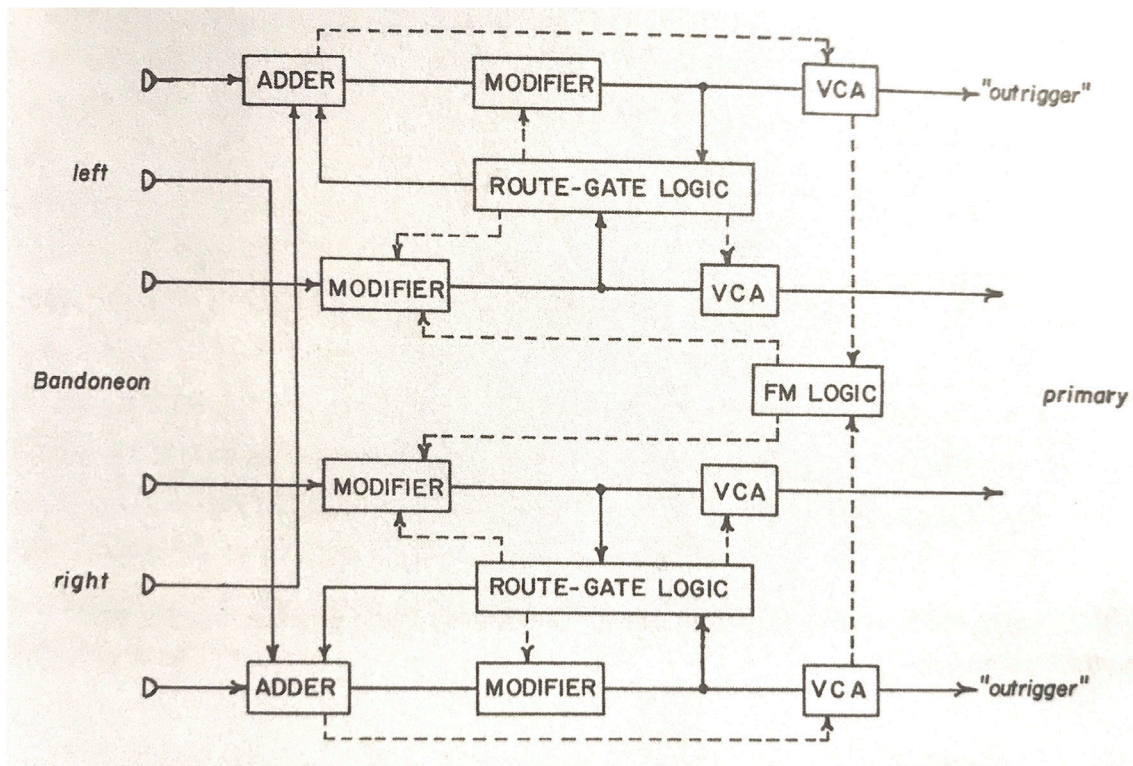 ADDER
MODIFIER
VCA
"outrigger"
left
ROUTE-GATE LOGIC
MODIFIER
VCA
Bandoneon
FM LOGIC
primary
MODIFIER
VCA
right
ROUTE-GATE LOGIC
ADDER
MODIFIER
VCA
"outrigger"